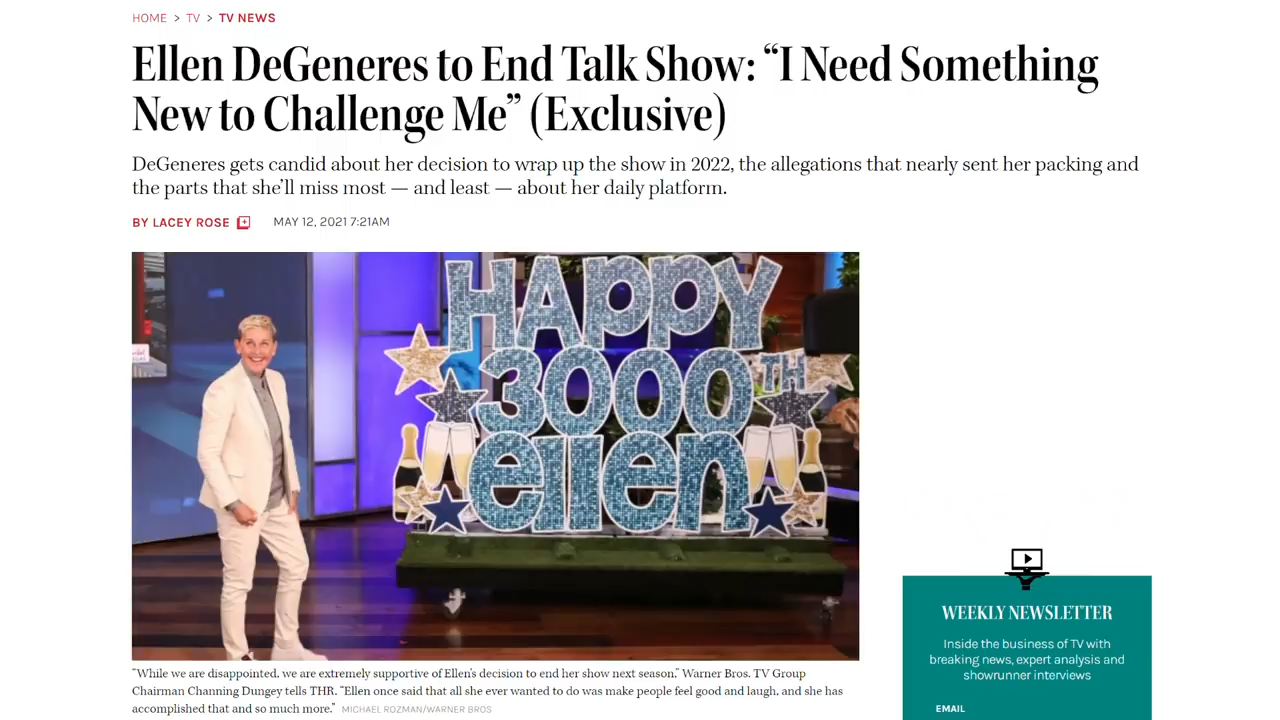 HOME > TV > TV NEWS
Ellen DeGeneres to End Talk Show: “I Need Something
New to Challenge Me” (Exclusive)
DeGeneres gets candid about her decision to wrap up the show in 2022, the allegations that nearly sent her packing and
the parts that she’ll miss most — and least — about her daily platform.
BY LACEY ROSE MAY 12, 2021 7:21AM
HAPPY
3000TH
ellen
“While we are disappointed, we are extremely supportive of Ellen’s decision to end her show next season,” Warner Bros. TV Group
Chairman Channing Dungey tells THR. “Ellen once said that all she ever wanted to do was make people feel good and laugh, and she has
accomplished that and so much more.” MICHAEL ROZMAN/WARNER BROS
WEEKLY NEWSLETTER
Inside the business of TV with
breaking news, expert analysis and
showrunner interviews
EMAIL